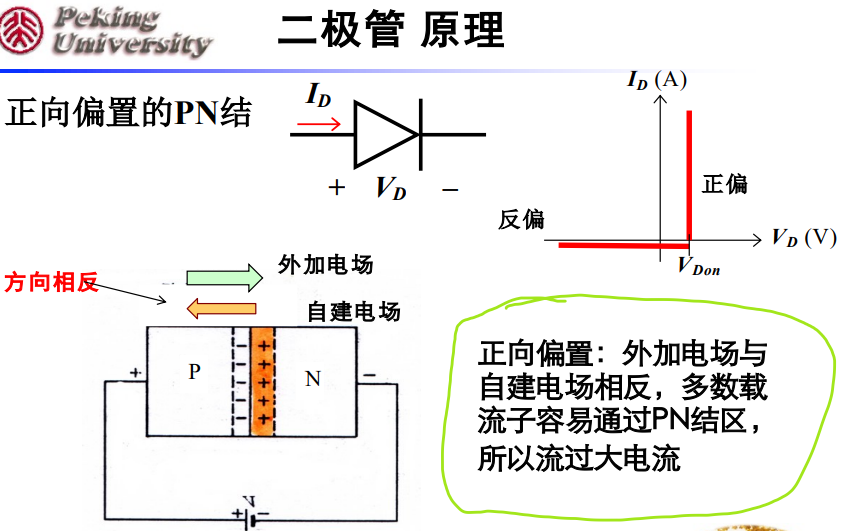 Peking
University
二极管 原理
正向偏置的PN结
I_D
+ V_D −
I_D (A)
正偏
反偏
V_D (V)
V_Don
方向相反
外加电场
自建电场
P
N
+
−
− +
− +
− +
− +
− +
+ −
V
正向偏置：外加电场与
自建电场相反，多数载
流子容易通过PN结区，
所以流过大电流